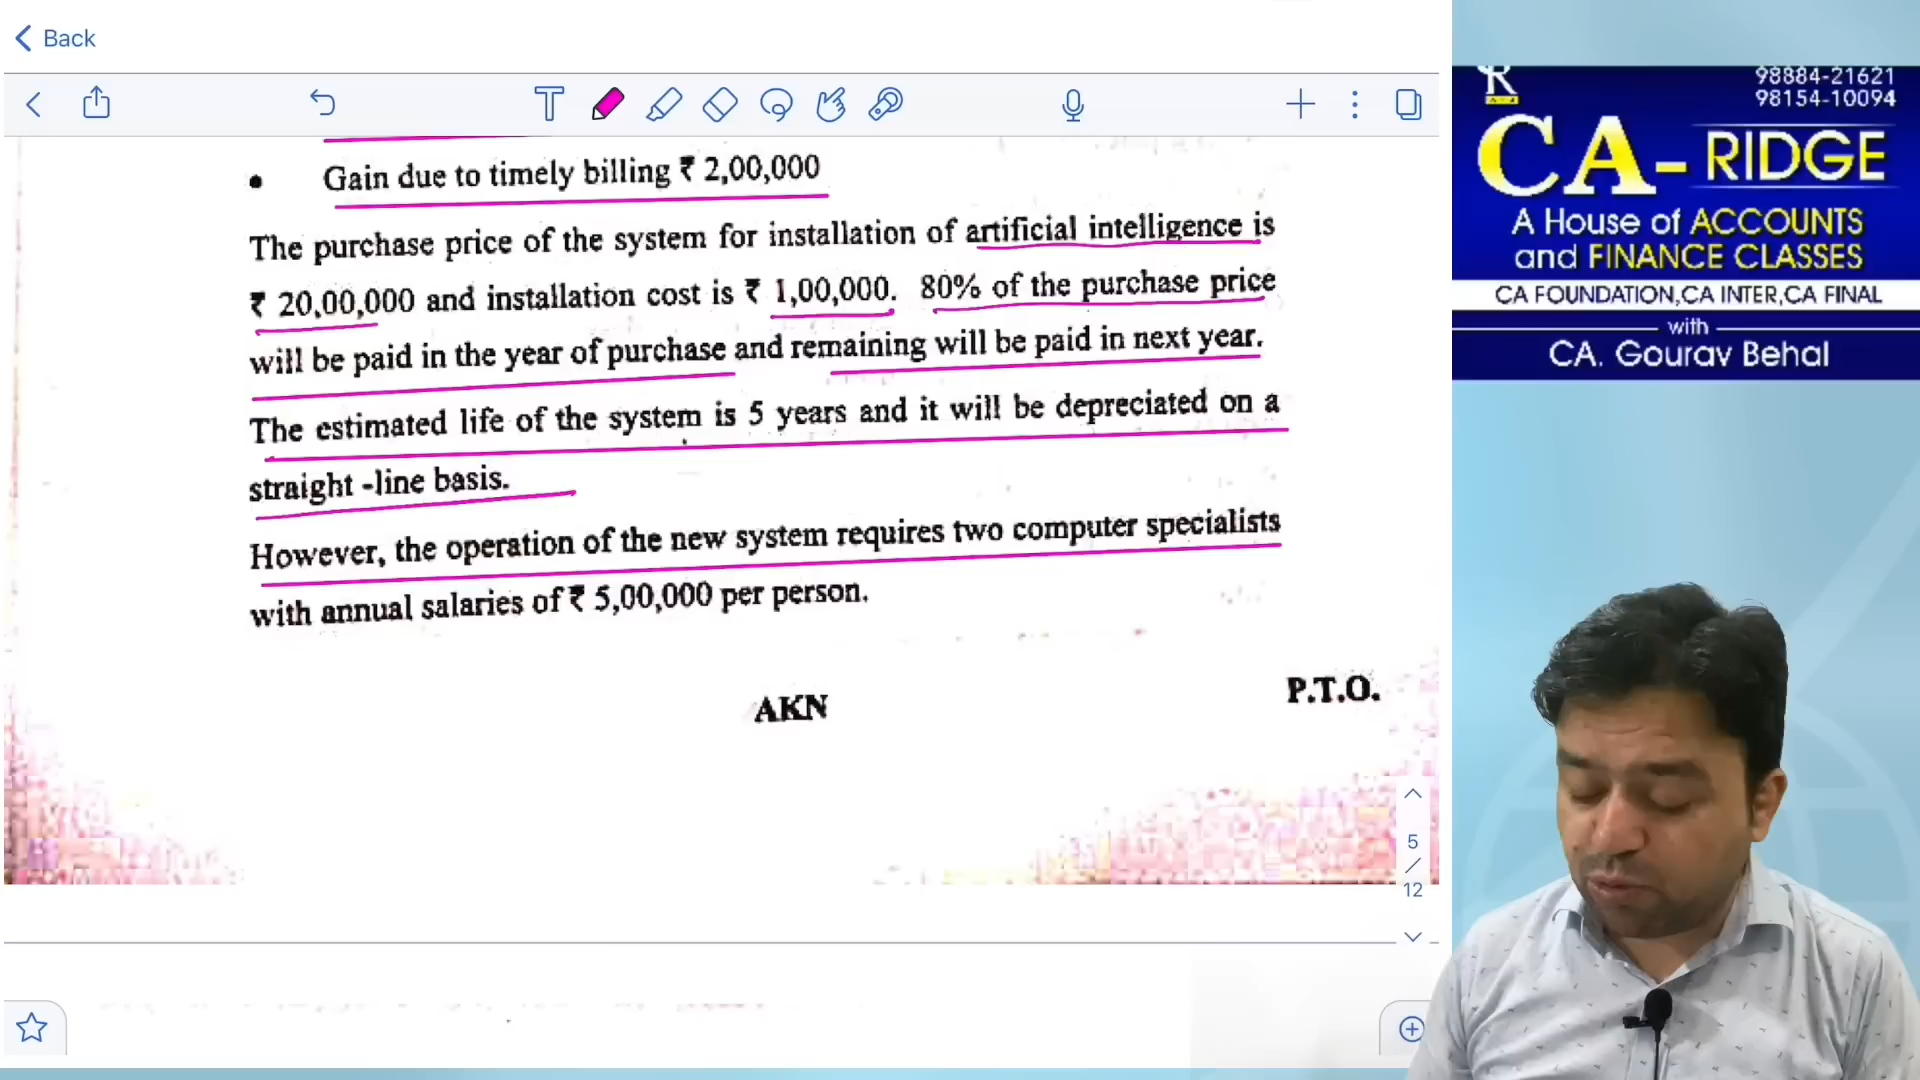 Back
Gain due to timely billing ₹ 2,00,000
The purchase price of the system for installation of artificial intelligence is
₹ 20,00,000 and installation cost is ₹ 1,00,000. 80% of the purchase price
will be paid in the year of purchase and remaining will be paid in next year.
The estimated life of the system is 5 years and it will be depreciated on a
straight -line basis.
However, the operation of the new system requires two computer specialists
with annual salaries of ₹ 5,00,000 per person.
AKN
P.T.O.
5
/
12
98884-21621
98154-10094
CA- RIDGE
A House of ACCOUNTS
and FINANCE CLASSES
CA FOUNDATION,CA INTER,CA FINAL
with
CA. Gourav Behal